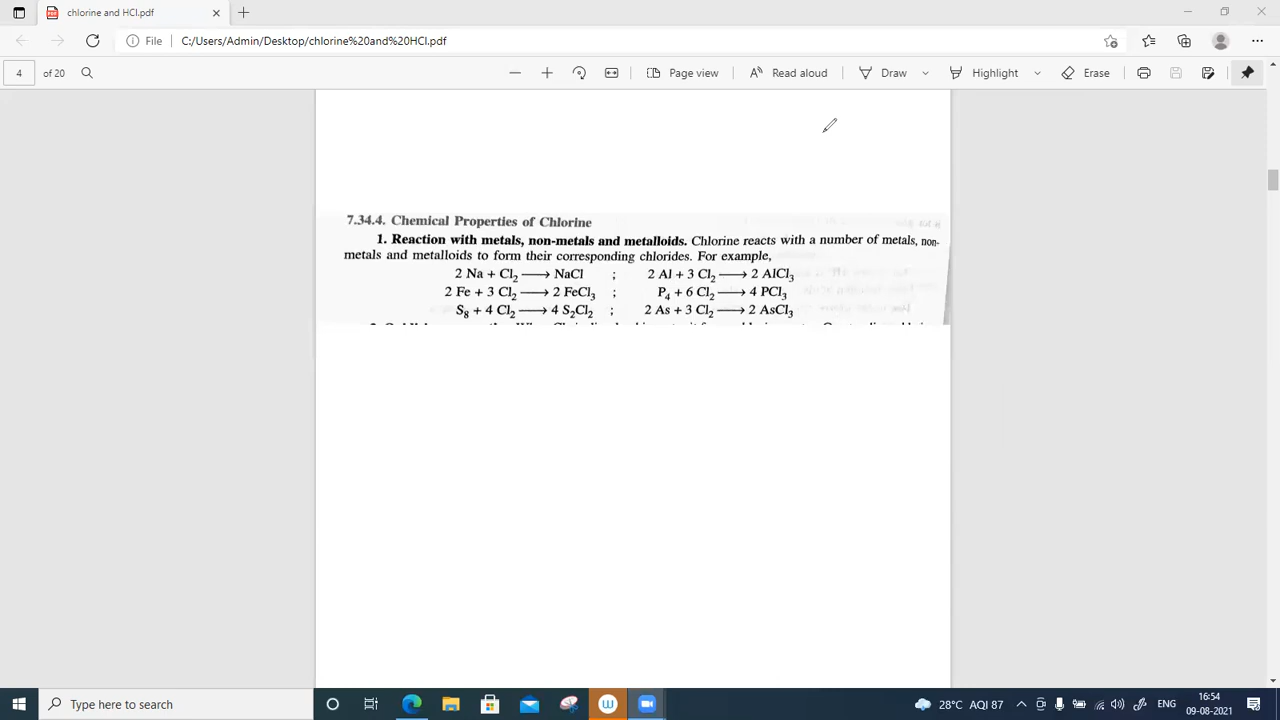 chlorine and HCl.pdf
File C:/Users/Admin/Desktop/chlorine%20and%20HCl.pdf
4 of 20 Page view Read aloud Draw Highlight Erase
7.34.4. Chemical Properties of Chlorine
1. Reaction with metals, non-metals and metalloids. Chlorine reacts with a number of metals, non-
metals and metalloids to form their corresponding chlorides. For example,
2 Na + Cl₂ ⟶ NaCl ; 2 Al + 3 Cl₂ ⟶ 2 AlCl₃
2 Fe + 3 Cl₂ ⟶ 2 FeCl₃ ; P₄ + 6 Cl₂ ⟶ 4 PCl₃
S₈ + 4 Cl₂ ⟶ 4 S₂Cl₂ ; 2 As + 3 Cl₂ ⟶ 2 AsCl₃
Type here to search 28°C AQI 87 ENG 16:54
09-08-2021